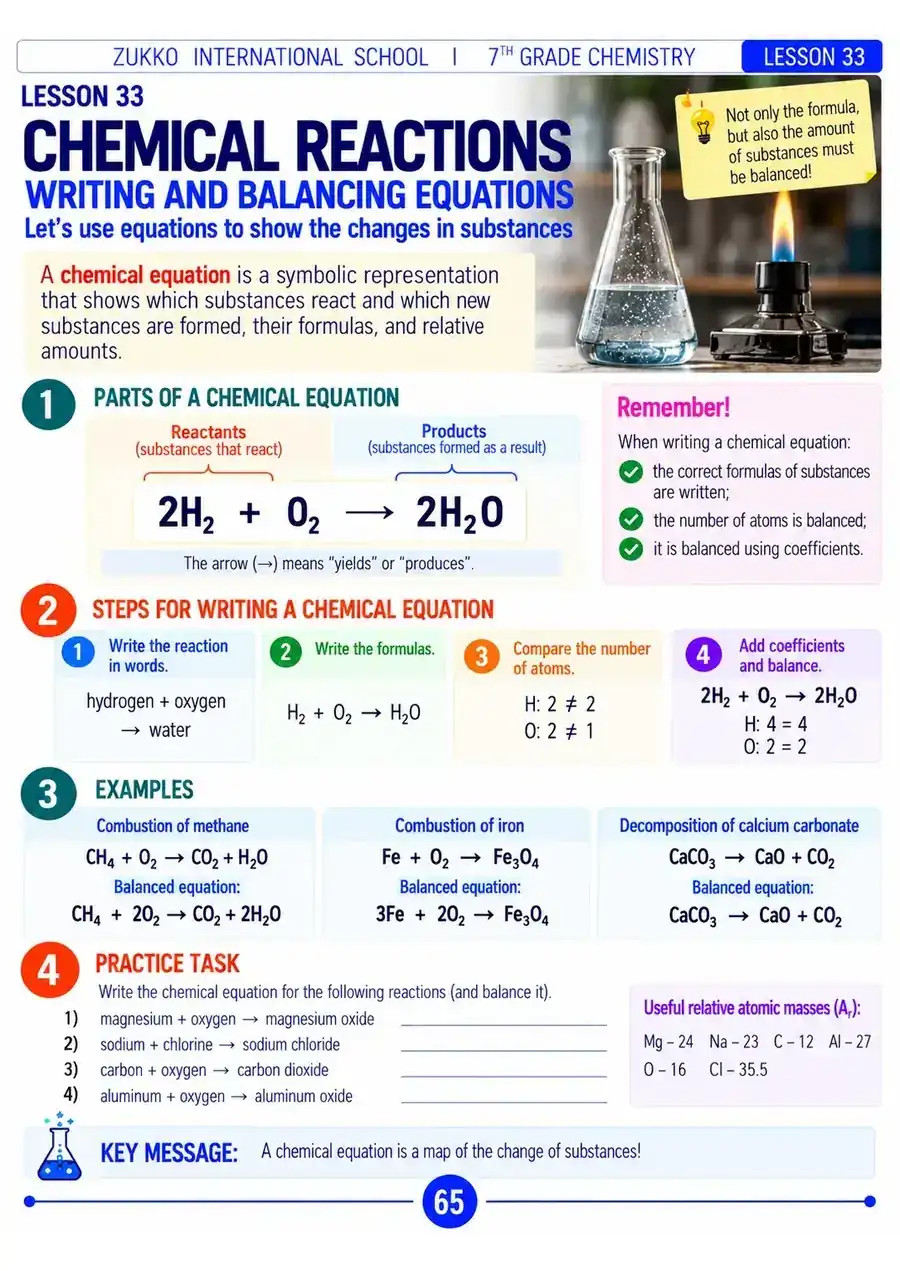 ZUKKO INTERNATIONAL SCHOOL | 7TH GRADE CHEMISTRY
LESSON 33
LESSON 33
CHEMICAL REACTIONS
WRITING AND BALANCING EQUATIONS
Let's use equations to show the changes in substances
Not only the formula,
but also the amount
of substances must
be balanced!
A chemical equation is a symbolic representation
that shows which substances react and which new
substances are formed, their formulas, and relative
amounts.
1 PARTS OF A CHEMICAL EQUATION
Reactants
(substances that react)
Products
(substances formed as a result)
2H₂ + O₂ → 2H₂O
The arrow (→) means “yields” or “produces”.
Remember!
When writing a chemical equation:
the correct formulas of substances
are written;
the number of atoms is balanced;
it is balanced using coefficients.
2 STEPS FOR WRITING A CHEMICAL EQUATION
1 Write the reaction
in words.
hydrogen + oxygen
→ water
2 Write the formulas.
H₂ + O₂ → H₂O
3 Compare the number
of atoms.
H: 2 ≠ 2
O: 2 ≠ 1
4 Add coefficients
and balance.
2H₂ + O₂ → 2H₂O
H: 4 = 4
O: 2 = 2
3 EXAMPLES
Combustion of methane
CH₄ + O₂ → CO₂ + H₂O
Balanced equation:
CH₄ + 2O₂ → CO₂ + 2H₂O
Combustion of iron
Fe + O₂ → Fe₃O₄
Balanced equation:
3Fe + 2O₂ → Fe₃O₄
Decomposition of calcium carbonate
CaCO₃ → CaO + CO₂
Balanced equation:
CaCO₃ → CaO + CO₂
4 PRACTICE TASK
Write the chemical equation for the following reactions (and balance it).
1) magnesium + oxygen → magnesium oxide
2) sodium + chlorine → sodium chloride
3) carbon + oxygen → carbon dioxide
4) aluminum + oxygen → aluminum oxide
Useful relative atomic masses (Aᵣ):
Mg – 24 Na – 23 C – 12 Al – 27
O – 16 Cl – 35.5
KEY MESSAGE: A chemical equation is a map of the change of substances!
65